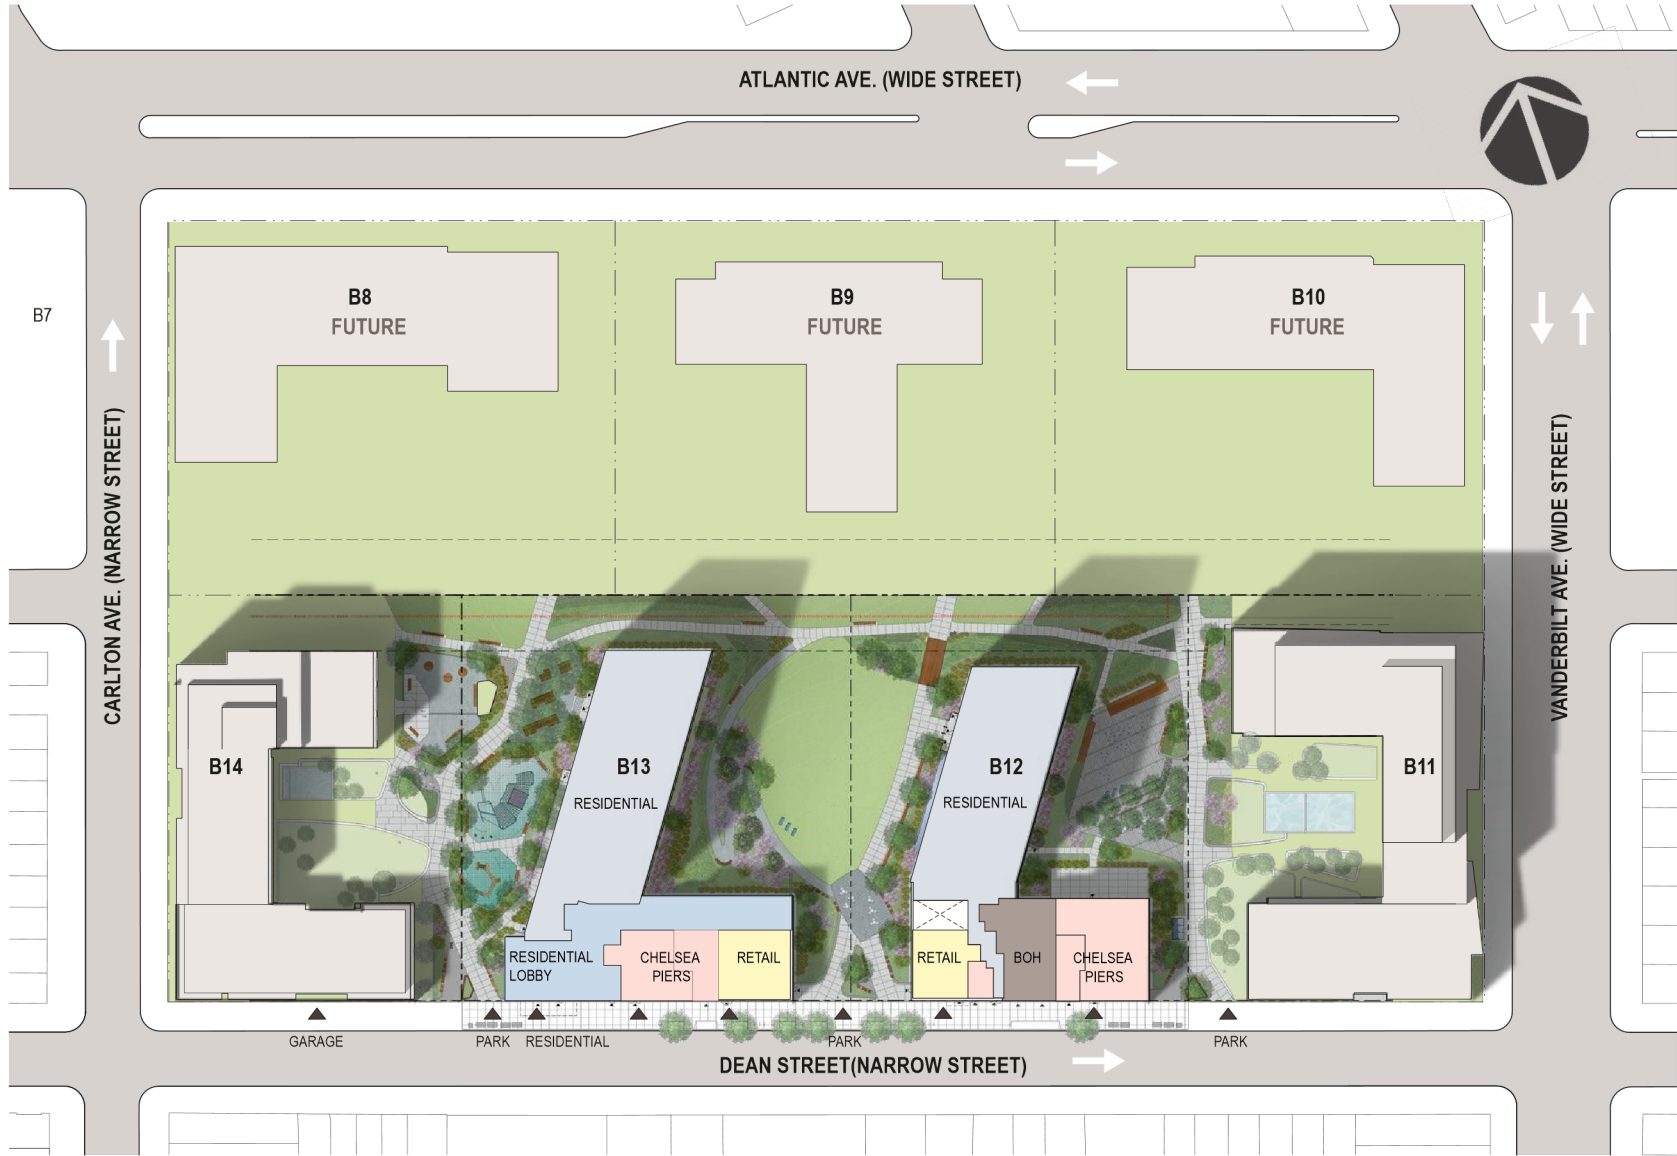 ATLANTIC AVE. (WIDE STREET)
B8
FUTURE
B9
FUTURE
B10
FUTURE
B7
CARLTON AVE. (NARROW STREET)
VANDERBILT AVE. (WIDE STREET)
B14
B13
RESIDENTIAL
B12
RESIDENTIAL
B11
RESIDENTIAL
LOBBY
CHELSEA
PIERS
RETAIL
RETAIL
BOH
CHELSEA
PIERS
GARAGE
PARK
RESIDENTIAL
PARK
PARK
DEAN STREET(NARROW STREET)